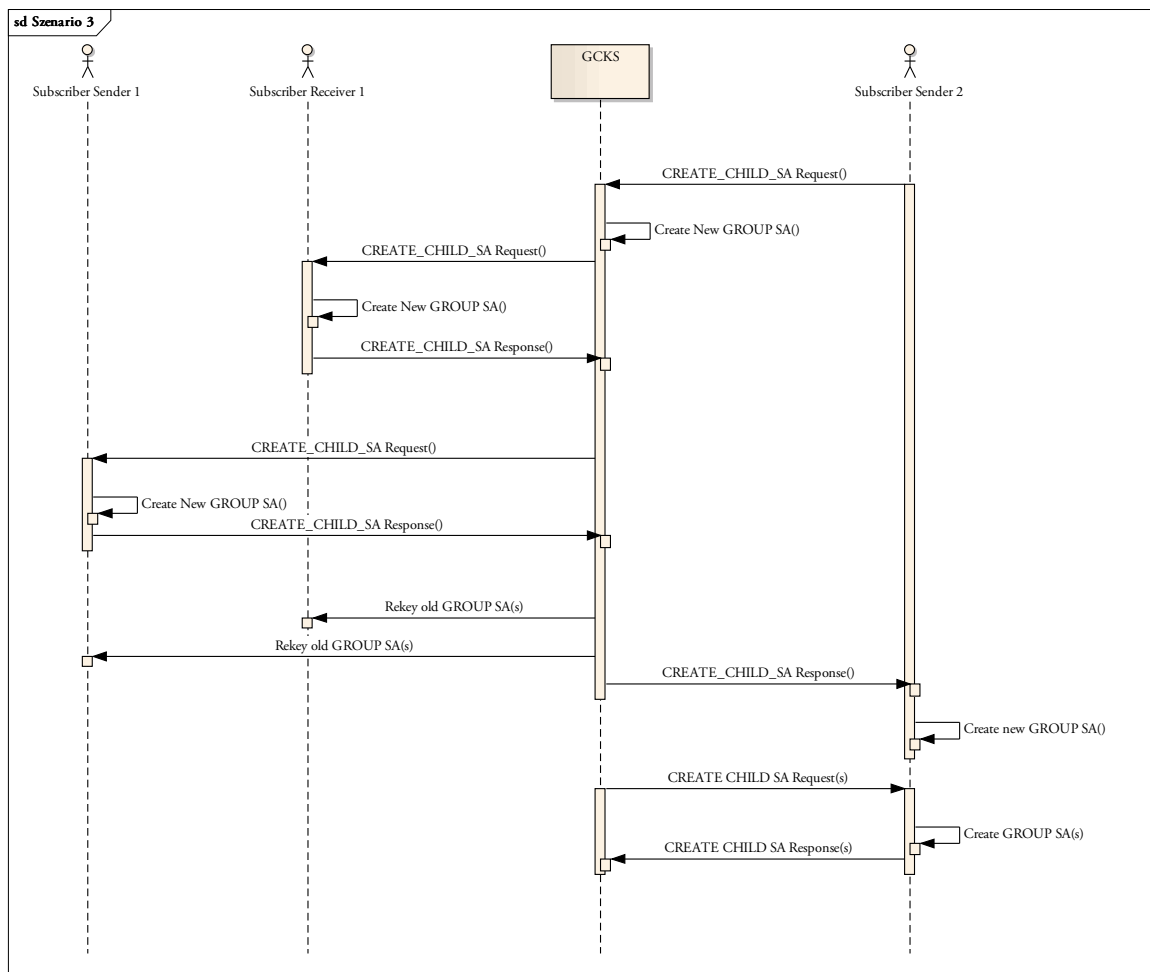 sd Szenario 3
Subscriber Sender 1
Subscriber Receiver 1
GCKS
Subscriber Sender 2
CREATE_CHILD_SA Request()
Create New GROUP SA()
CREATE_CHILD_SA Request()
Create New GROUP SA()
CREATE_CHILD_SA Response()
CREATE_CHILD_SA Request()
Create New GROUP SA()
CREATE_CHILD_SA Response()
Rekey old GROUP SA(s)
Rekey old GROUP SA(s)
CREATE_CHILD_SA Response()
Create new GROUP SA()
CREATE CHILD SA Request(s)
Create GROUP SA(s)
CREATE CHILD SA Response(s)